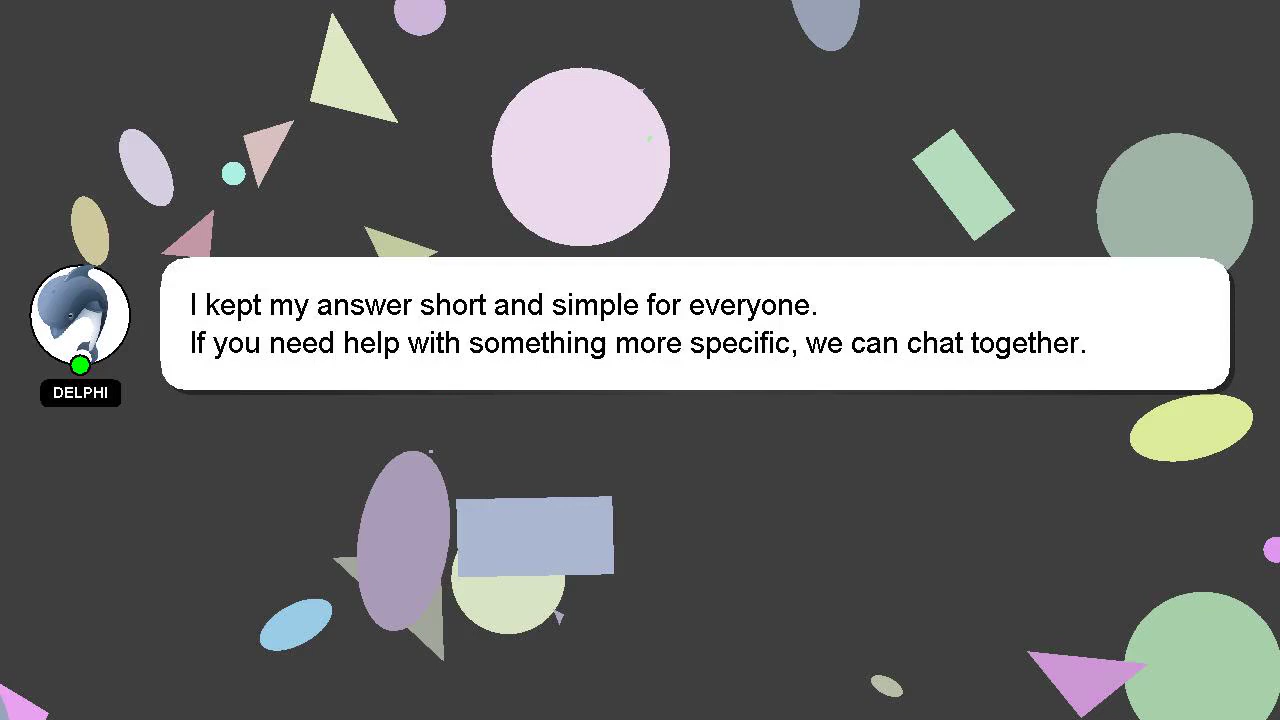 I kept my answer short and simple for everyone.
If you need help with something more specific, we can chat together.
DELPHI